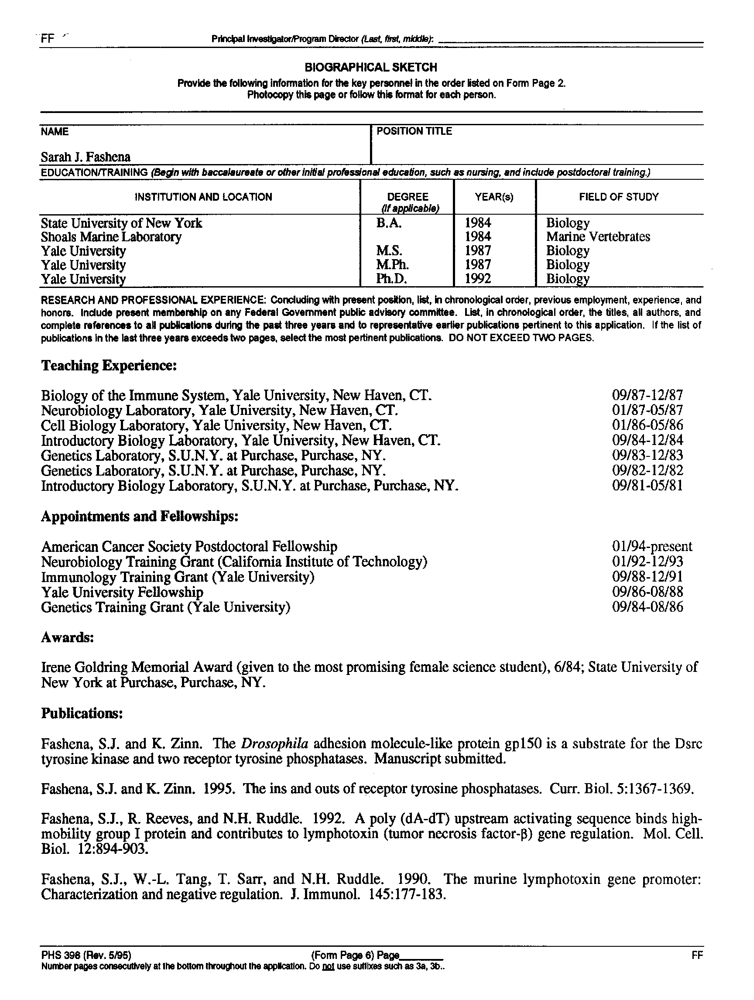 FF
Principal Investigator/Program Director (Last, first, middle):
BIOGRAPHICAL SKETCH
Provide the following information for the key personnel in the order listed on Form Page 2.
Photocopy this page or follow this format for each person.
NAME POSITION TITLE
Sarah J. Fashena
EDUCATION/TRAINING (Begin with baccalaureate or other initial professional education, such as nursing, and include postdoctoral training.)
INSTITUTION AND LOCATION DEGREE (if applicable) YEAR(s) FIELD OF STUDY
State University of New York B.A. 1984 Biology
Shoals Marine Laboratory 1984 Marine Vertebrates
Yale University M.S. 1987 Biology
Yale University M.Ph. 1987 Biology
Yale University Ph.D. 1992 Biology
RESEARCH AND PROFESSIONAL EXPERIENCE: Concluding with present position, list, in chronological order, previous employment, experience, and
honors. Include present membership on any Federal Government public advisory committee. List, in chronological order, the titles, all authors, and
complete references to all publications during the past three years and to representative earlier publications pertinent to this application. If the list of
publications in the last three years exceeds two pages, select the most pertinent publications. DO NOT EXCEED TWO PAGES.
Teaching Experience:
Biology of the Immune System, Yale University, New Haven, CT. 09/87-12/87
Neurobiology Laboratory, Yale University, New Haven, CT. 01/87-05/87
Cell Biology Laboratory, Yale University, New Haven, CT. 01/86-05/86
Introductory Biology Laboratory, Yale University, New Haven, CT. 09/84-12/84
Genetics Laboratory, S.U.N.Y. at Purchase, Purchase, NY. 09/83-12/83
Genetics Laboratory, S.U.N.Y. at Purchase, Purchase, NY. 09/82-12/82
Introductory Biology Laboratory, S.U.N.Y. at Purchase, Purchase, NY. 09/81-05/81
Appointments and Fellowships:
American Cancer Society Postdoctoral Fellowship 01/94-present
Neurobiology Training Grant (California Institute of Technology) 01/92-12/93
Immunology Training Grant (Yale University) 09/88-12/91
Yale University Fellowship 09/86-08/88
Genetics Training Grant (Yale University) 09/84-08/86
Awards:
Irene Goldring Memorial Award (given to the most promising female science student), 6/84; State University of
New York at Purchase, Purchase, NY.
Publications:
Fashena, S.J. and K. Zinn. The Drosophila adhesion molecule-like protein gp150 is a substrate for the Dsrc
tyrosine kinase and two receptor tyrosine phosphatases. Manuscript submitted.
Fashena, S.J. and K. Zinn. 1995. The ins and outs of receptor tyrosine phosphatases. Curr. Biol. 5:1367-1369.
Fashena, S.J., R. Reeves, and N.H. Ruddle. 1992. A poly (dA-dT) upstream activating sequence binds high-
mobility group I protein and contributes to lymphotoxin (tumor necrosis factor-β) gene regulation. Mol. Cell.
Biol. 12:894-903.
Fashena, S.J., W.-L. Tang, T. Sarr, and N.H. Ruddle. 1990. The murine lymphotoxin gene promoter:
Characterization and negative regulation. J. Immunol. 145:177-183.
PHS 398 (Rev. 5/95) (Form Page 6) Page FF
Number pages consecutively at the bottom throughout the application. Do not use suffixes such as 3a, 3b..